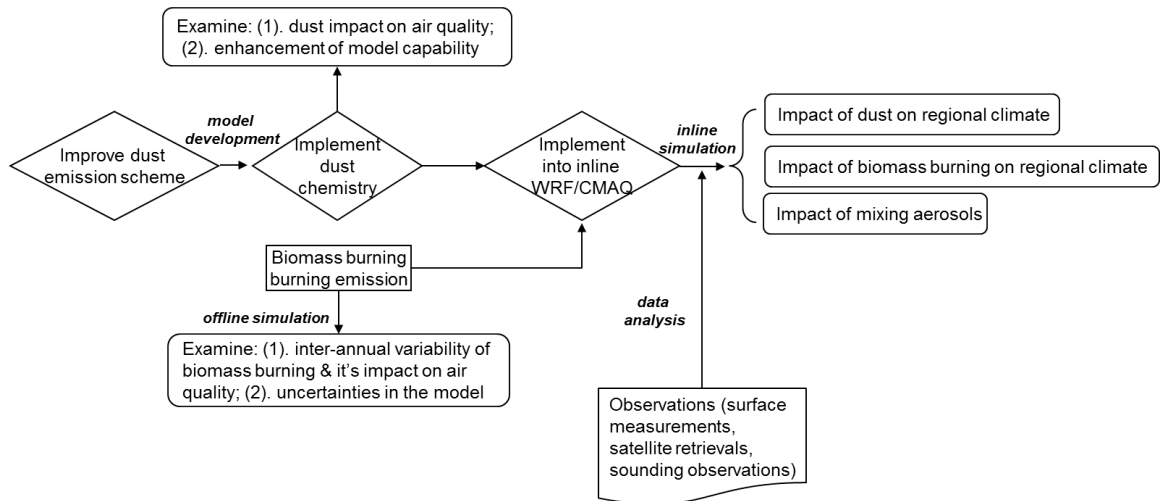 Examine: (1). dust impact on air quality;
(2). enhancement of model capability
model
development
inline
simulation
Improve dust
emission scheme
Implement
dust
chemistry
Implement
into inline
WRF/CMAQ
Impact of dust on regional climate
Impact of biomass burning on regional climate
Impact of mixing aerosols
Biomass burning
burning emission
offline simulation
data
analysis
Examine: (1). inter-annual variability of
biomass burning & it's impact on air
quality; (2). uncertainties in the model
Observations (surface
measurements,
satellite retrievals,
sounding observations)